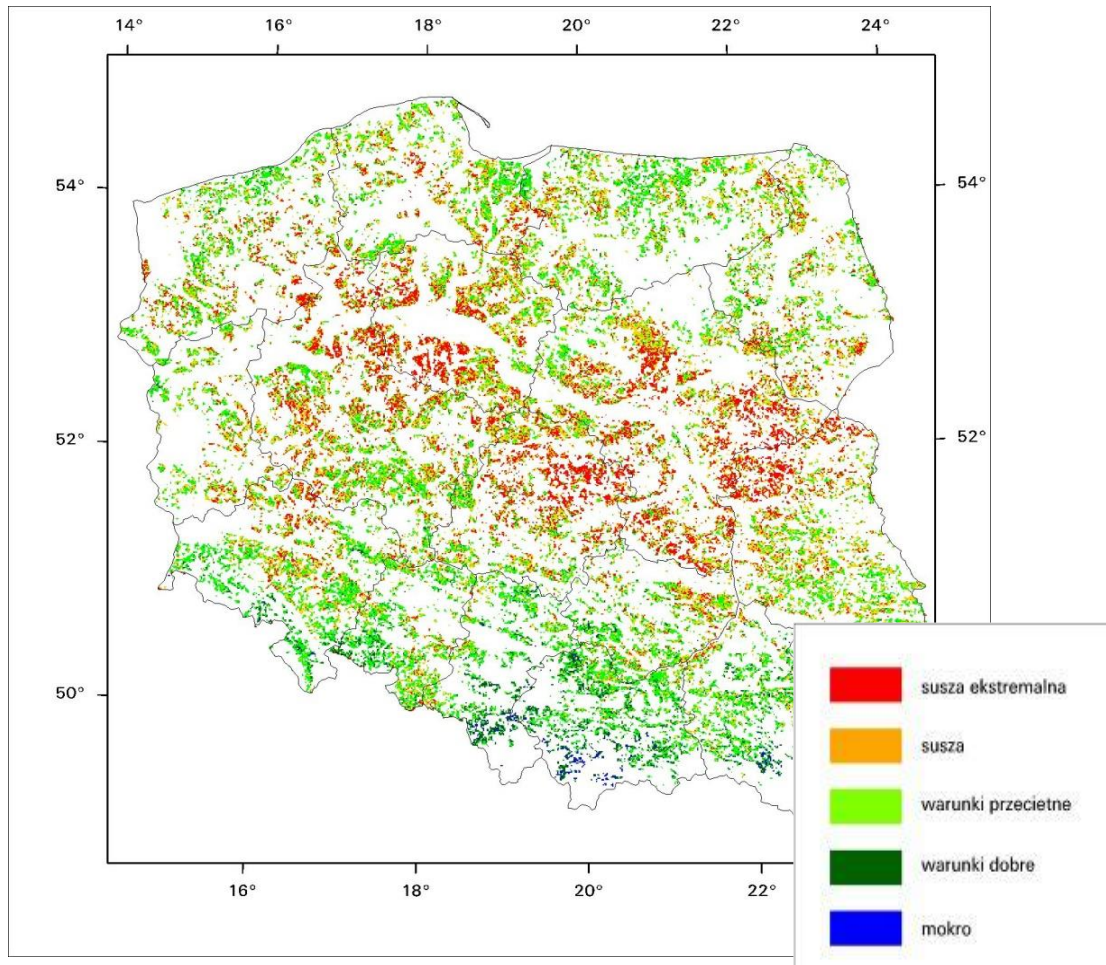 14° 16° 18° 20° 22° 24°
54° 54°
52° 52°
50°
16° 18° 20° 22°
susza ekstremalna
susza
warunki przecietne
warunki dobre
mokro